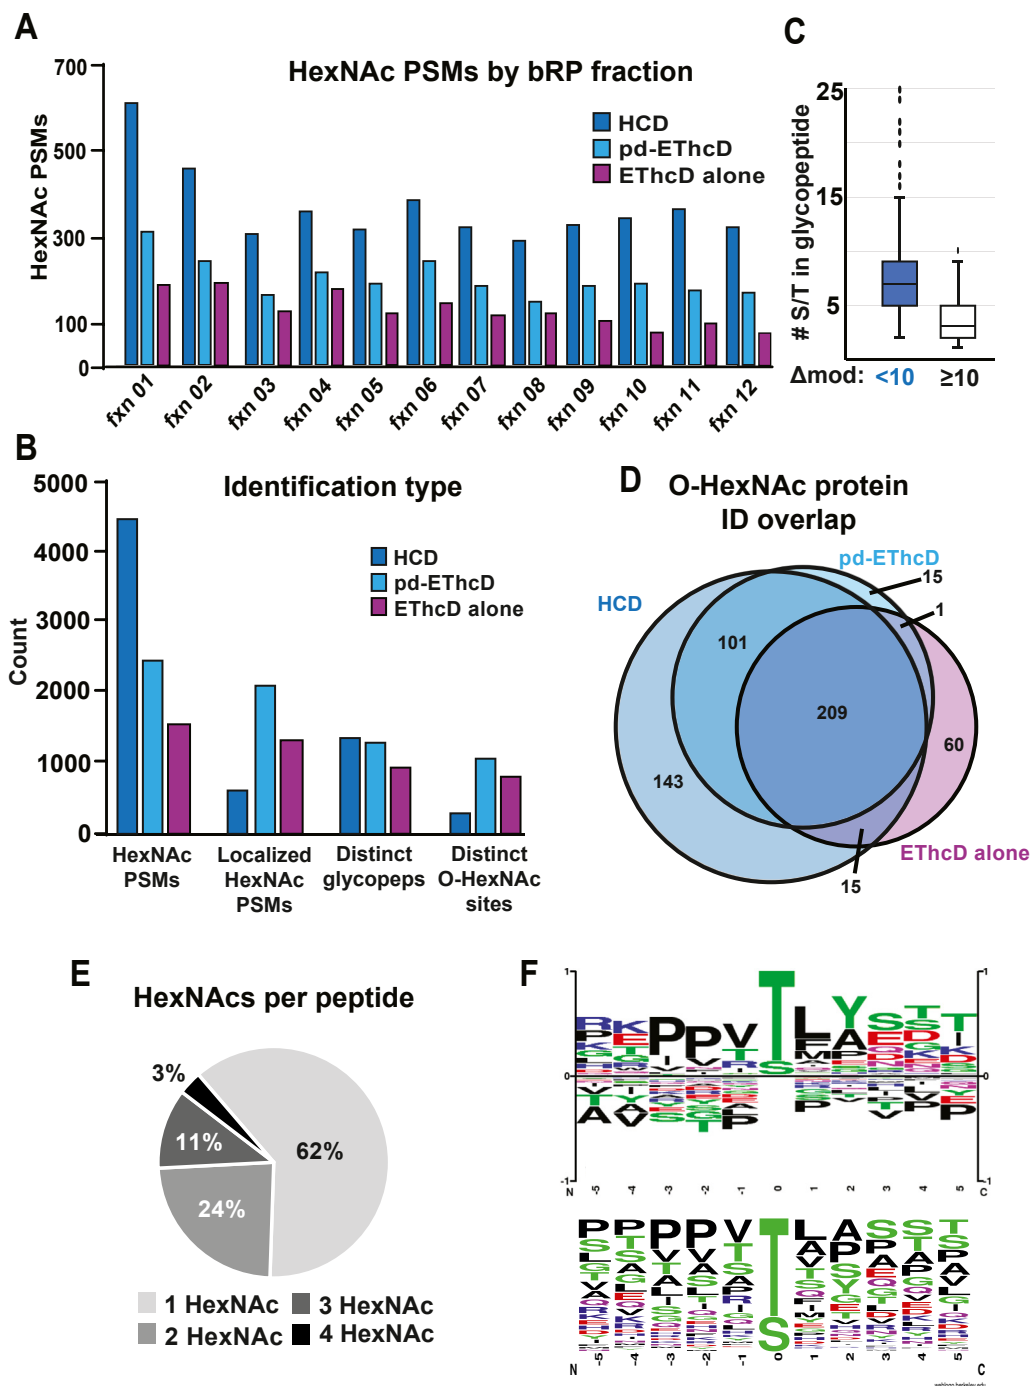 A
HexNAc PSMs by bRP fraction
HexNAc PSMs
700
500
300
100
0
HCD
pd-EThcD
EThcD alone
fxn 01
fxn 02
fxn 03
fxn 04
fxn 05
fxn 06
fxn 07
fxn 08
fxn 09
fxn 10
fxn 11
fxn 12
C
# S/T in glycopeptide
25
15
5
Δmod: <10 ≥10
B
Identification type
Count
5000
4000
3000
2000
1000
0
HCD
pd-EThcD
EThcD alone
HexNAc
PSMs
Localized
HexNAc
PSMs
Distinct
glycopeps
Distinct
O-HexNAc
sites
D
O-HexNAc protein
ID overlap
pd-EThcD
HCD
15
1
101
209
60
143
EThcD alone
15
E
HexNAcs per peptide
3%
11%
62%
24%
1 HexNAc
3 HexNAc
2 HexNAc
4 HexNAc
F
1
0
-1
1
0
-1
N -5 -4 -3 -2 -1 0 1 2 3 4 5 C
P P P P V T L A S S T
S
N -5 -4 -3 -2 -1 0 1 2 3 4 5 C
weblogo.berkeley.edu